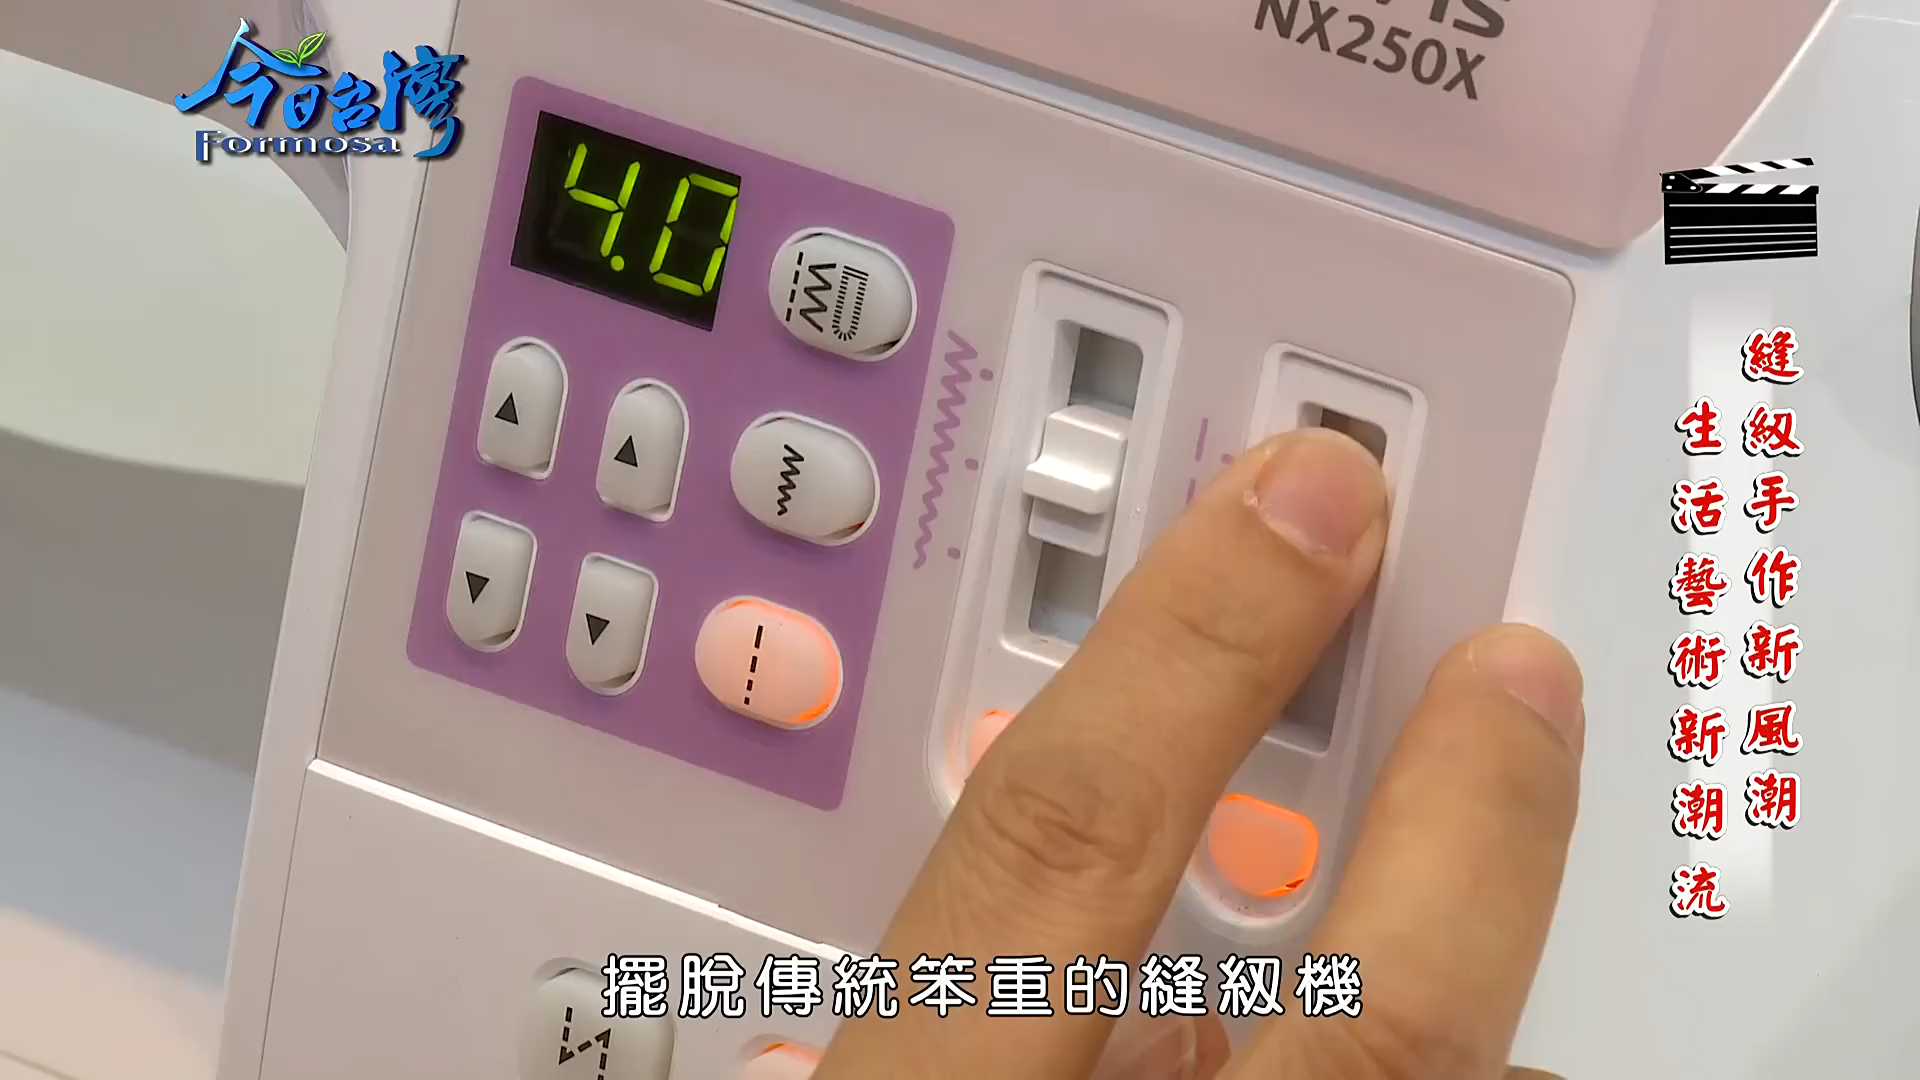 今日台灣
Formosa
NX250X
4.0
縫紉手作新風潮
生活藝術新潮流
擺脫傳統笨重的縫紉機